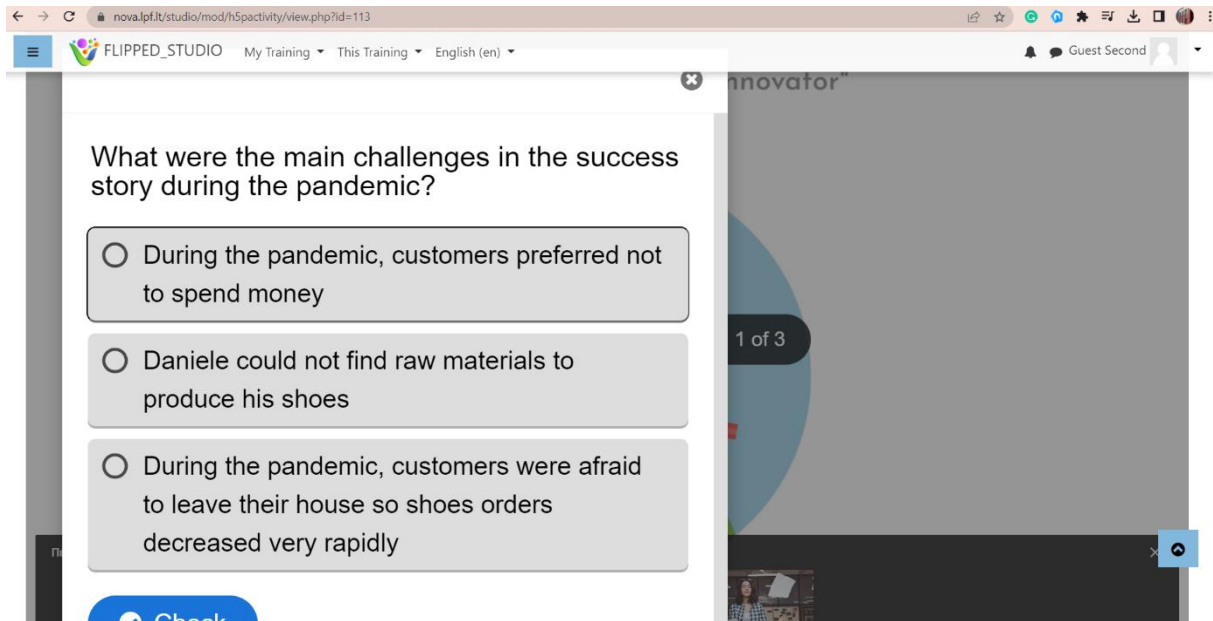 nova.lpf.lt/studio/mod/h5pactivity/view.php?id=113
FLIPPED_STUDIO My Training This Training English (en) Guest Second
nnovator"
What were the main challenges in the success
story during the pandemic?
During the pandemic, customers preferred not
to spend money
1 of 3
Daniele could not find raw materials to
produce his shoes
During the pandemic, customers were afraid
to leave their house so shoes orders
decreased very rapidly
Check